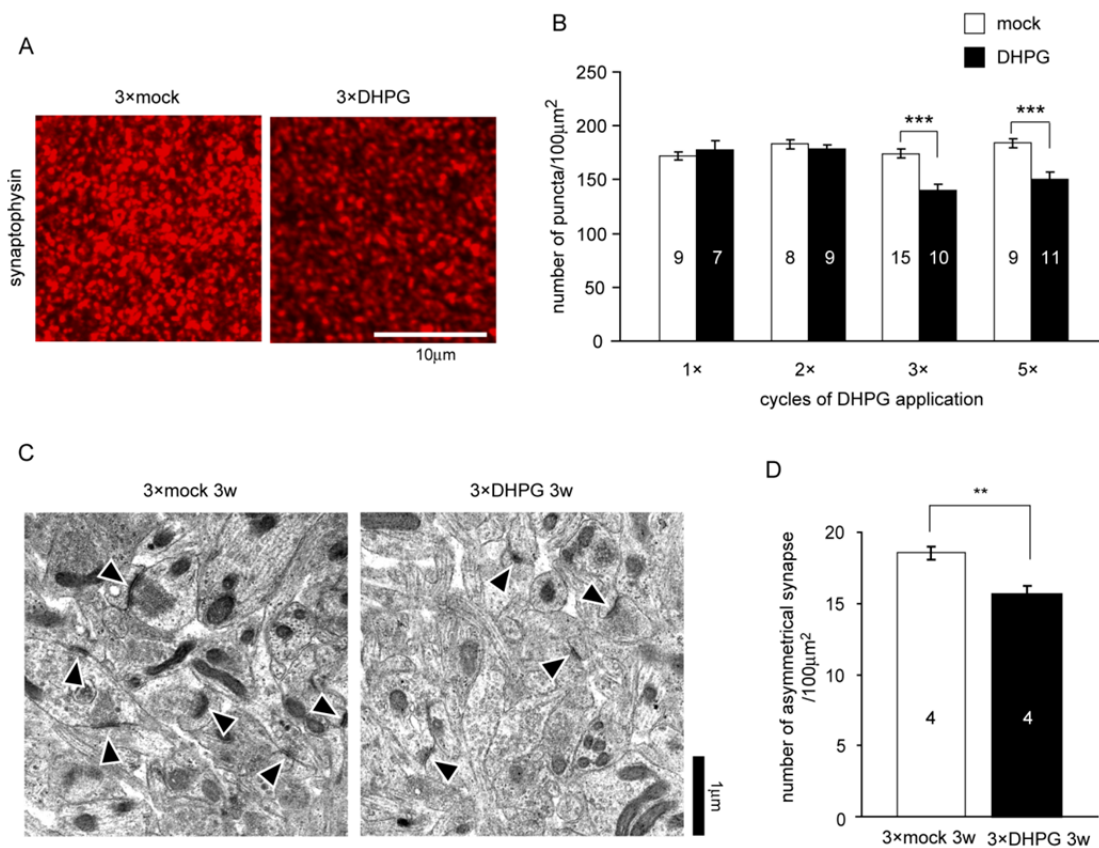 A
3×mock
3×DHPG
synaptophysin
10μm
B
mock
DHPG
number of puncta/100μm²
250
200
150
100
50
0
***
***
9
7
8
9
15
10
9
11
1×
2×
3×
5×
cycles of DHPG application
C
3×mock 3w
3×DHPG 3w
1μm
D
number of asymmetrical synapse
/100μm²
**
20
15
10
5
0
4
4
3×mock 3w
3×DHPG 3w